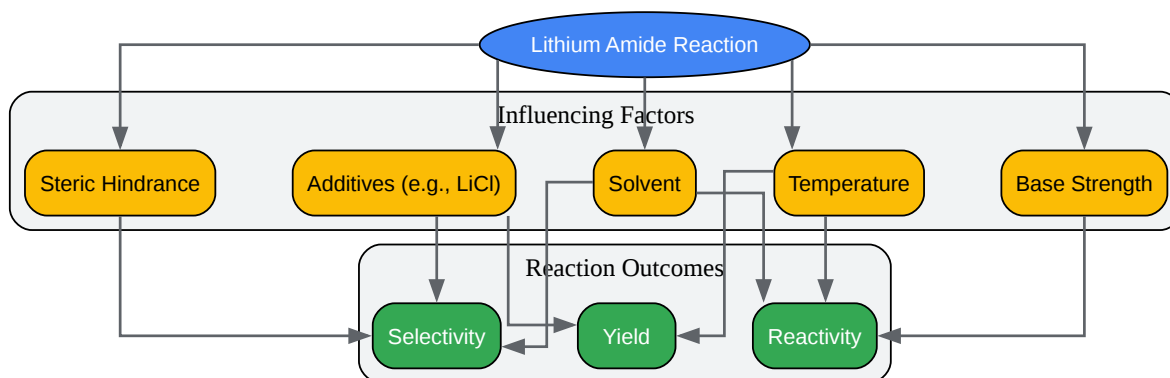 Lithium Amide Reaction
Influencing Factors
Steric Hindrance
Additives (e.g., LiCl)
Solvent
Temperature
Base Strength
Reaction Outcomes
Selectivity
Yield
Reactivity